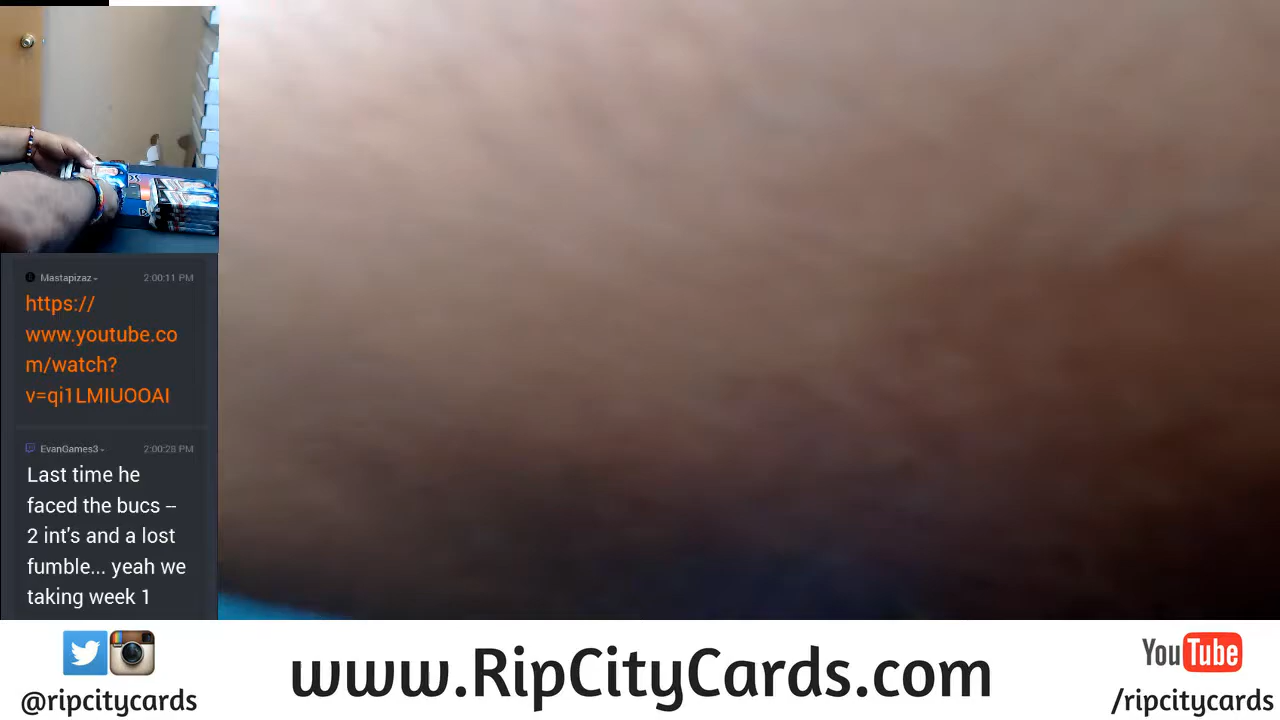 Mastapizaz
2:00:11 PM
https://
www.youtube.co
m/watch?
v=qi1LMIUOOAI
EvanGames3
2:00:28 PM
Last time he
faced the bucs --
2 int's and a lost
fumble... yeah we
taking week 1
@ripcitycards
www.RipCityCards.com
YouTube
/ripcitycards